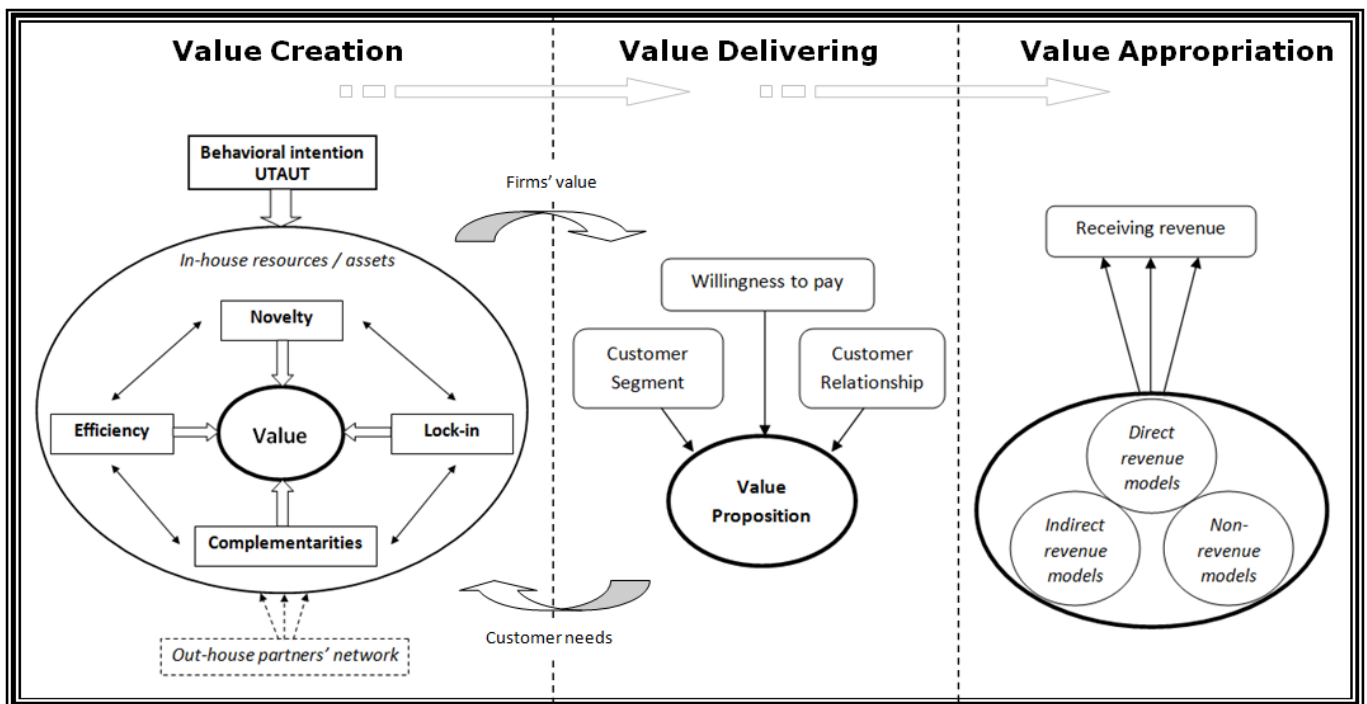 Value Creation
Value Delivering
Value Appropriation
Behavioral intention
UTAUT
Firms' value
In-house resources / assets
Novelty
Efficiency
Value
Lock-in
Complementarities
Out-house partners' network
Willingness to pay
Customer
Segment
Customer
Relationship
Value
Proposition
Customer needs
Receiving revenue
Direct
revenue
models
Indirect
revenue
models
Non-
revenue
models